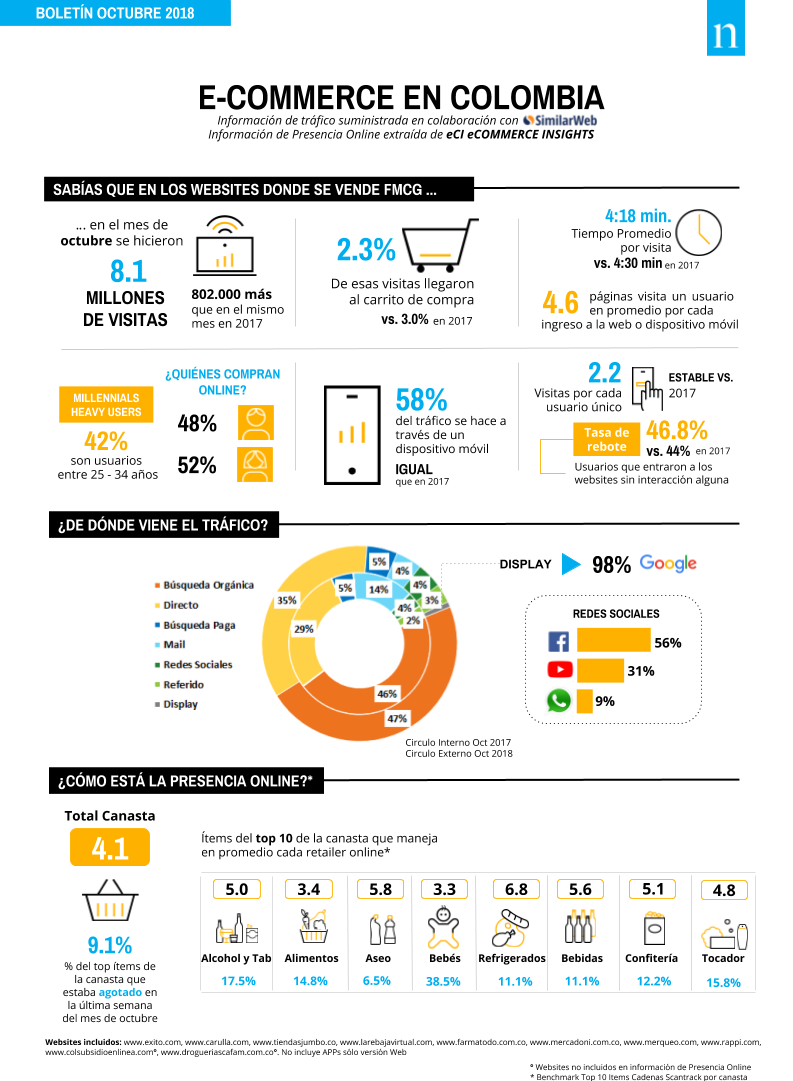 BOLETÍN OCTUBRE 2018
n
E-COMMERCE EN COLOMBIA
Información de tráfico suministrada en colaboración con SimilarWeb
Información de Presencia Online extraída de eCI eCOMMERCE INSIGHTS
SABÍAS QUE EN LOS WEBSITES DONDE SE VENDE FMCG ...
... en el mes de
octubre se hicieron
8.1
MILLONES
DE VISITAS
802.000 más
que en el mismo
mes en 2017
2.3%
De esas visitas llegaron
al carrito de compra
vs. 3.0% en 2017
4:18 min.
Tiempo Promedio
por visita
vs. 4:30 min en 2017
4.6 páginas visita un usuario
en promedio por cada
ingreso a la web o dispositivo móvil
MILLENNIALS
HEAVY USERS
42%
son usuarios
entre 25 - 34 años
¿QUIÉNES COMPRAN
ONLINE?
48%
52%
58%
del tráfico se hace a
través de un
dispositivo móvil
IGUAL
que en 2017
2.2
Visitas por cada
usuario único
ESTABLE VS.
2017
Tasa de
rebote
46.8%
vs. 44% en 2017
Usuarios que entraron a los
websites sin interacción alguna
¿DE DÓNDE VIENE EL TRÁFICO?
Búsqueda Orgánica
Directo
Búsqueda Paga
Mail
Redes Sociales
Referido
Display
5%
4%
4%
3%
35%
5%
14%
4%
2%
29%
46%
47%
Circulo Interno Oct 2017
Circulo Externo Oct 2018
DISPLAY 98% Google
REDES SOCIALES
56%
31%
9%
¿CÓMO ESTÁ LA PRESENCIA ONLINE?*
Total Canasta
4.1
9.1%
% del top ítems de
la canasta que
estaba agotado en
la última semana
del mes de octubre
Ítems del top 10 de la canasta que maneja
en promedio cada retailer online*
5.0 3.4 5.8 3.3 6.8 5.6 5.1 4.8
Alcohol y Tab Alimentos Aseo Bebés Refrigerados Bebidas Confitería Tocador
17.5% 14.8% 6.5% 38.5% 11.1% 11.1% 12.2% 15.8%
Websites incluidos: www.exito.com, www.carulla.com, www.tiendasjumbo.co, www.larebajavirtual.com, www.farmatodo.com.co, www.mercadoni.com.co, www.merqueo.com, www.rappi.com,
www.colsubsidioenlinea.com°, www.drogueriascafam.com.co°. No incluye APPs sólo versión Web
° Websites no incluidos en información de Presencia Online
* Benchmark Top 10 Items Cadenas Scantrack por canasta